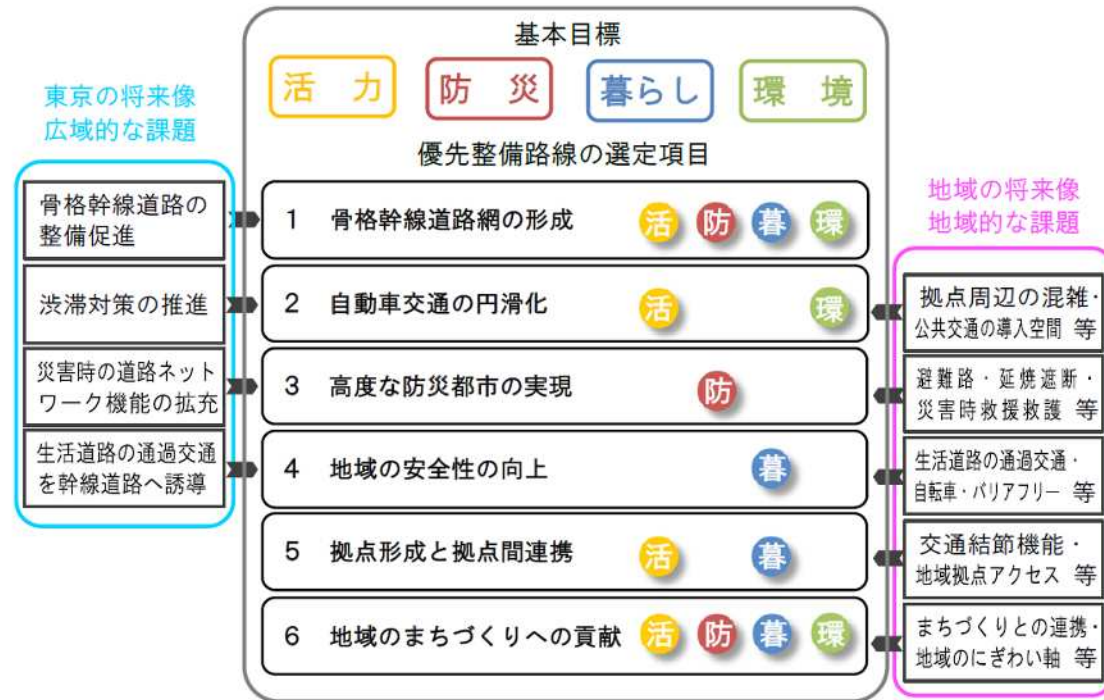 基本目標
活 力
防 災
暮らし
環 境
優先整備路線の選定項目
東京の将来像
広域的な課題
骨格幹線道路の
整備促進
渋滞対策の推進
災害時の道路ネット
ワーク機能の拡充
生活道路の通過交通
を幹線道路へ誘導
1 骨格幹線道路網の形成 活 防 暮 環
2 自動車交通の円滑化 活 環
3 高度な防災都市の実現 防
4 地域の安全性の向上 暮
5 拠点形成と拠点間連携 活 暮
6 地域のまちづくりへの貢献 活 防 暮 環
地域の将来像
地域的な課題
拠点周辺の混雑・
公共交通の導入空間 等
避難路・延焼遮断・
災害時救援救護 等
生活道路の通過交通・
自転車・バリアフリー 等
交通結節機能・
地域拠点アクセス 等
まちづくりとの連携・
地域のにぎわい軸 等